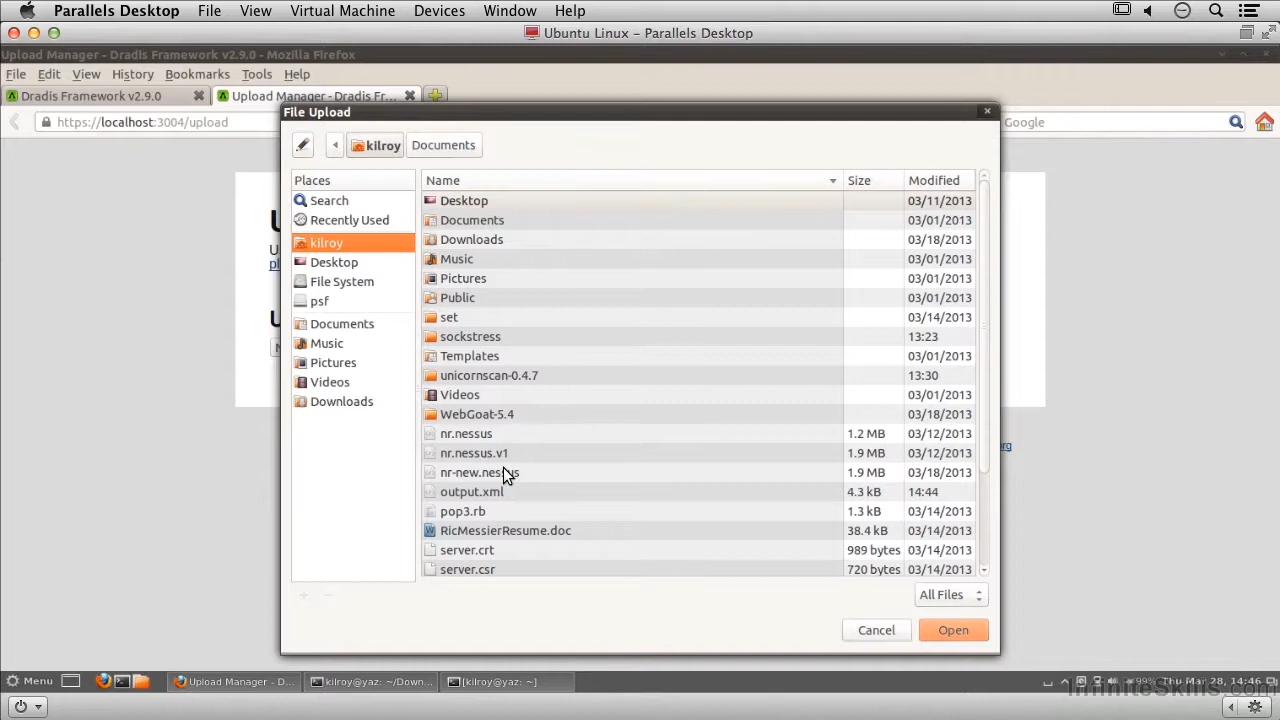 Parallels Desktop File View Virtual Machine Devices Window Help
Ubuntu Linux – Parallels Desktop
Upload Manager - Dradis Framework v2.9.0 - Mozilla Firefox
File Edit View History Bookmarks Tools Help
Dradis Framework v2.9.0
Upload Manager - Dradis Fr...
https://localhost:3004/upload
Google
File Upload
kilroy
Documents
Places
Search
Recently Used
kilroy
Desktop
File System
psf
Documents
Music
Pictures
Videos
Downloads
Name Size Modified
Desktop 03/11/2013
Documents 03/01/2013
Downloads 03/18/2013
Music 03/01/2013
Pictures 03/01/2013
Public 03/01/2013
set 03/14/2013
sockstress 13:23
Templates 03/01/2013
unicornscan-0.4.7 13:30
Videos 03/01/2013
WebGoat-5.4 03/18/2013
nr.nessus 1.2 MB 03/12/2013
nr.nessus.v1 1.9 MB 03/12/2013
nr-new.nessus 1.9 MB 03/18/2013
output.xml 4.3 kB 14:44
pop3.rb 1.3 kB 03/14/2013
RicMessierResume.doc 38.4 kB 03/14/2013
server.crt 989 bytes 03/14/2013
server.csr 720 bytes 03/14/2013
All Files
Cancel
Open
U
U
pl
U
org
Menu
Upload Manager - D...
kilroy@yaz: ~/Down...
[kilroy@yaz: ~]
99%
Thu Mar 28, 14:46
InfiniteSkills.com